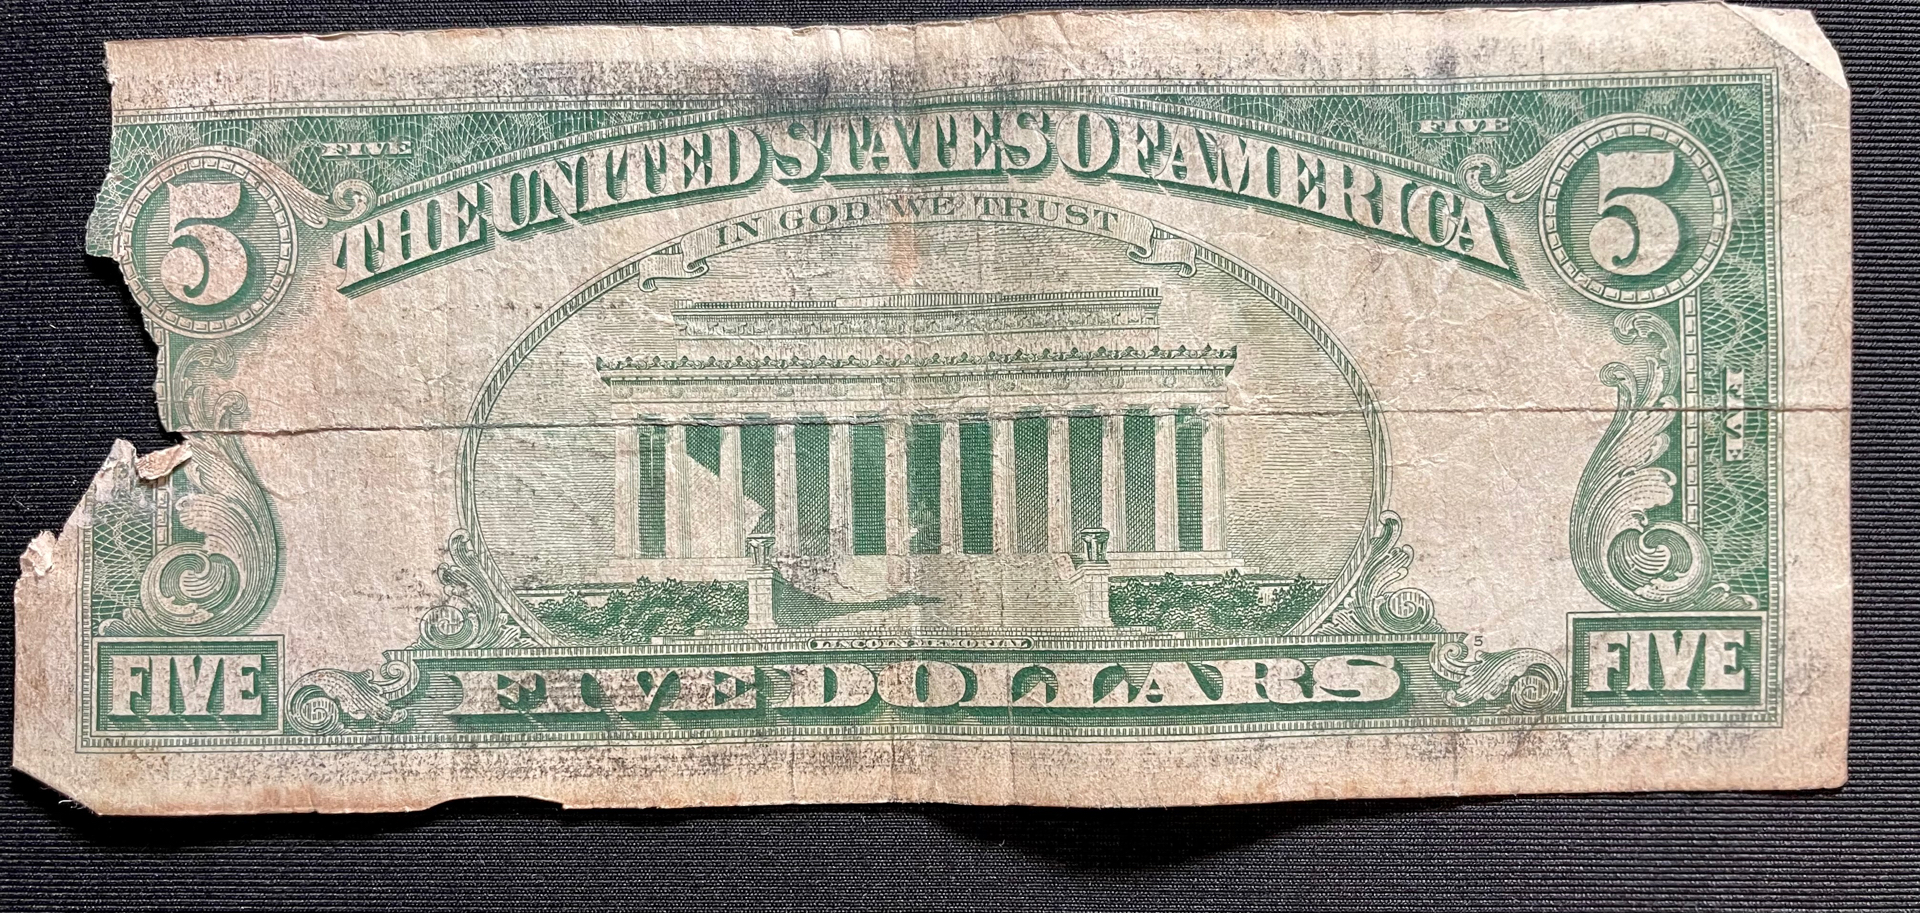 FIVE FIVE
5 THE UNITED STATES OF AMERICA 5
IN GOD WE TRUST
FIVE
LINCOLN MEMORIAL
5
FIVE FIVE DOLLARS FIVE